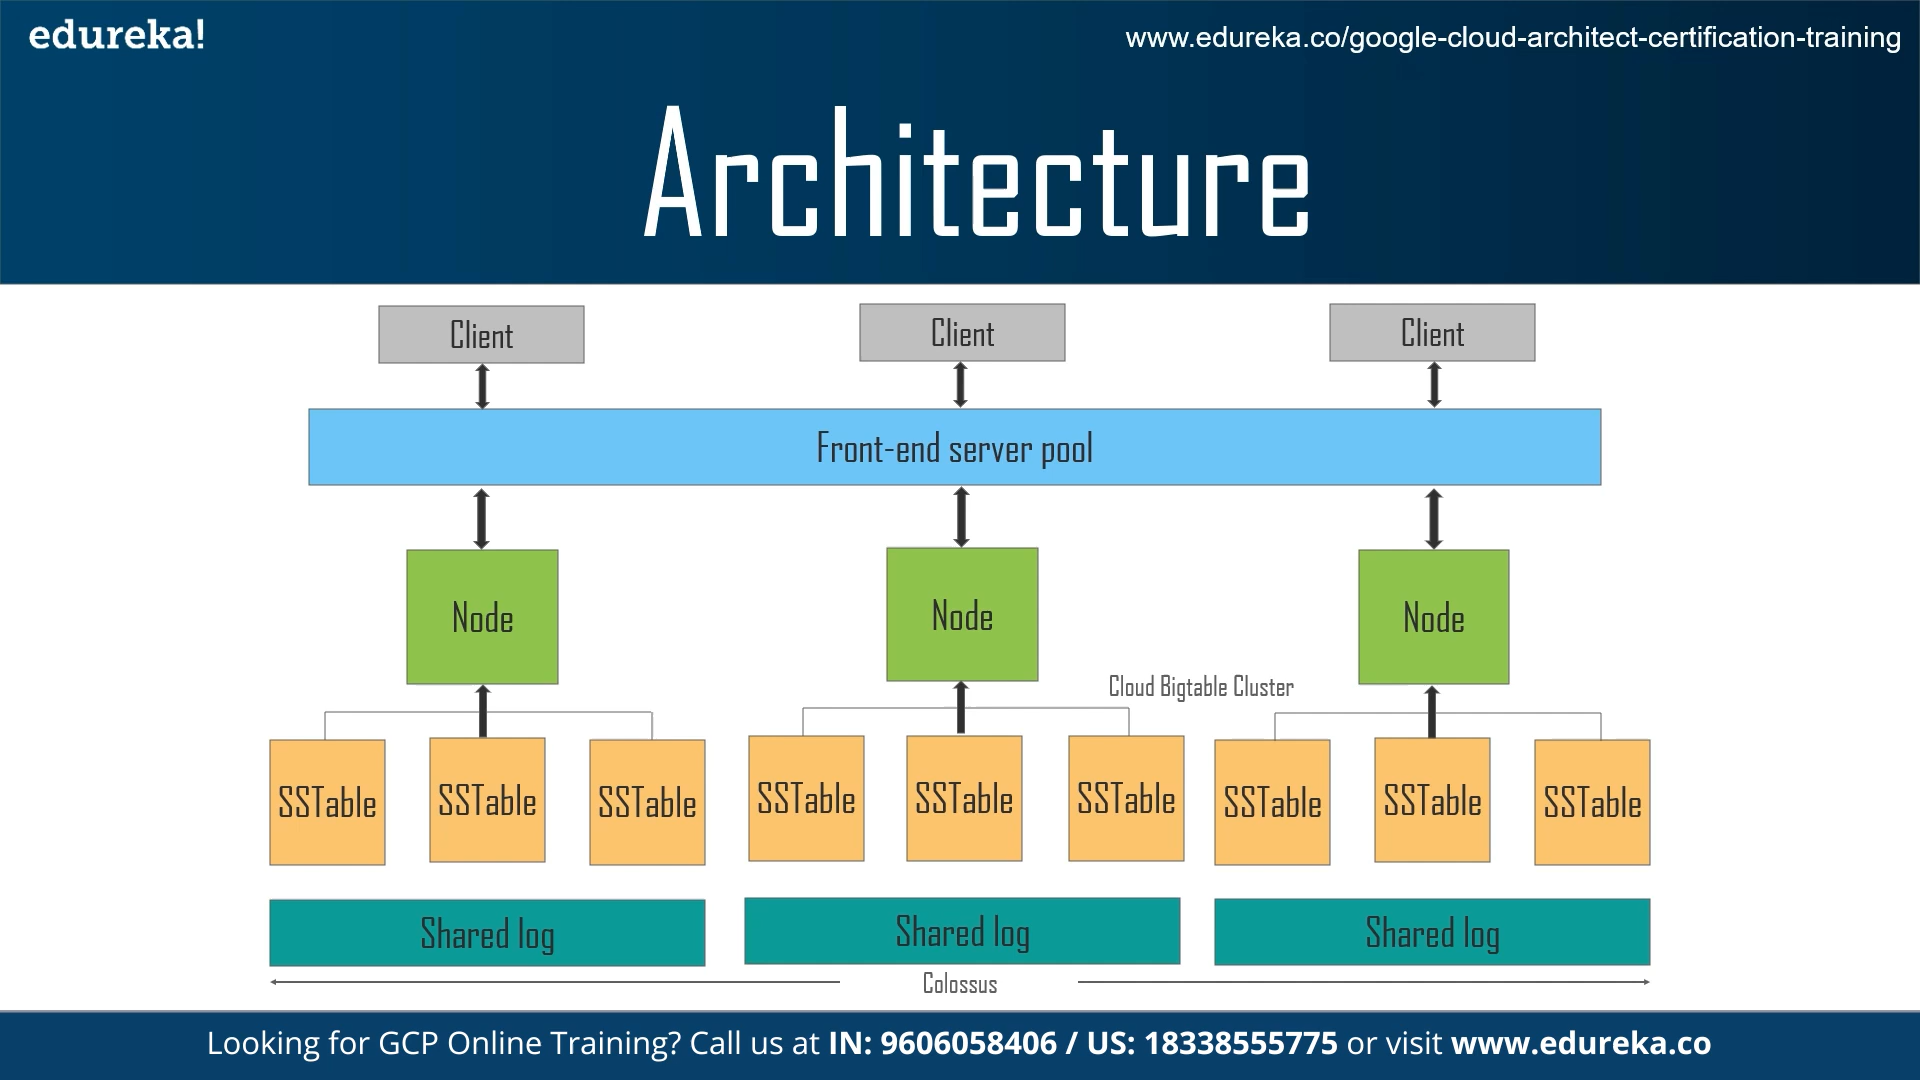 edureka!
www.edureka.co/google-cloud-architect-certification-training
Architecture
Client
Client
Client
Front-end server pool
Node
Node
Node
Cloud Bigtable Cluster
SSTable
SSTable
SSTable
SSTable
SSTable
SSTable
SSTable
SSTable
SSTable
Shared log
Shared log
Shared log
Colossus
Looking for GCP Online Training? Call us at IN: 9606058406 / US: 18338555775 or visit www.edureka.co